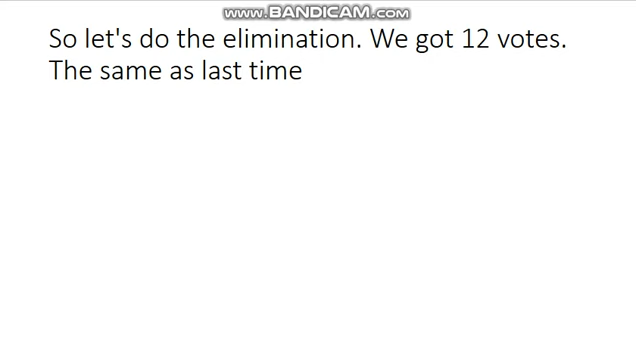 www.BANDICAM.com
So let's do the elimination. We got 12 votes.
The same as last time